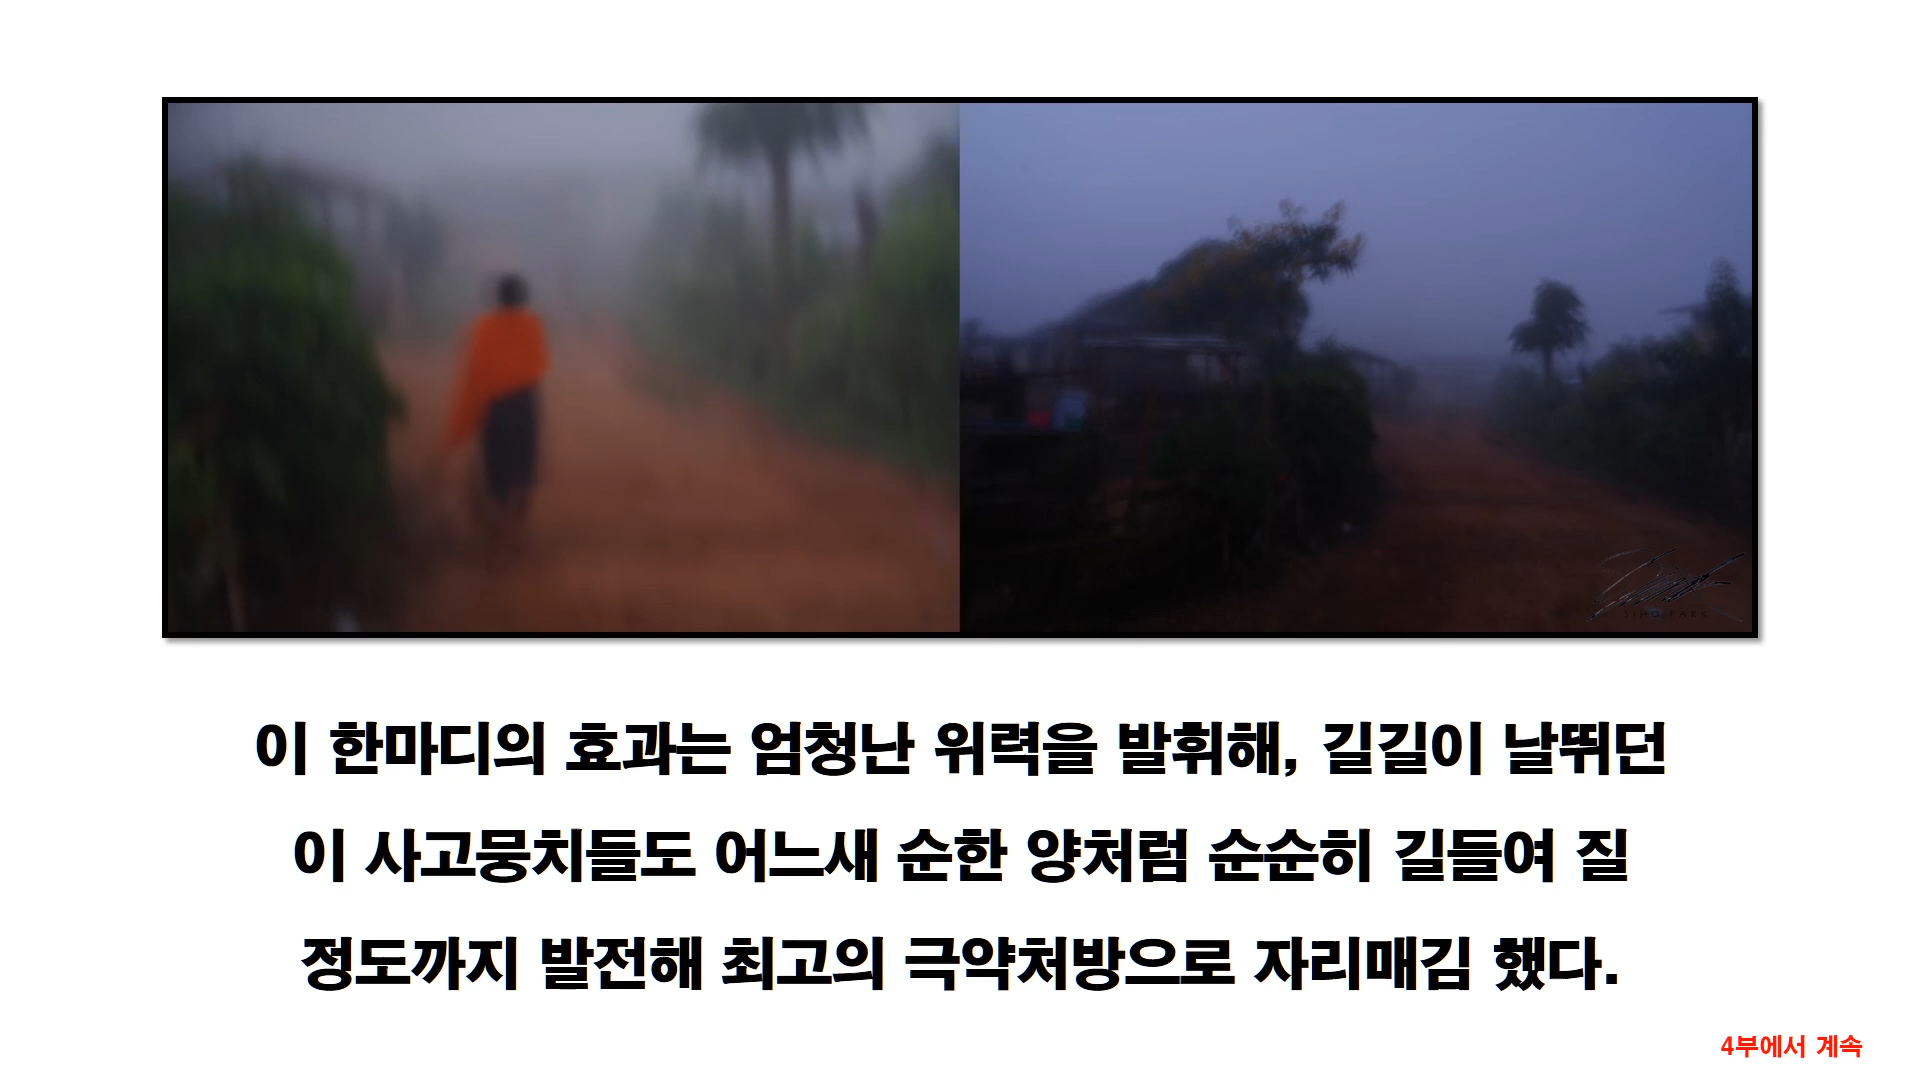 SIHO PARK
이 한마디의 효과는 엄청난 위력을 발휘해, 길길이 날뛰던
이 사고뭉치들도 어느새 순한 양처럼 순순히 길들여 질
정도까지 발전해 최고의 극약처방으로 자리매김 했다.
4부에서 계속